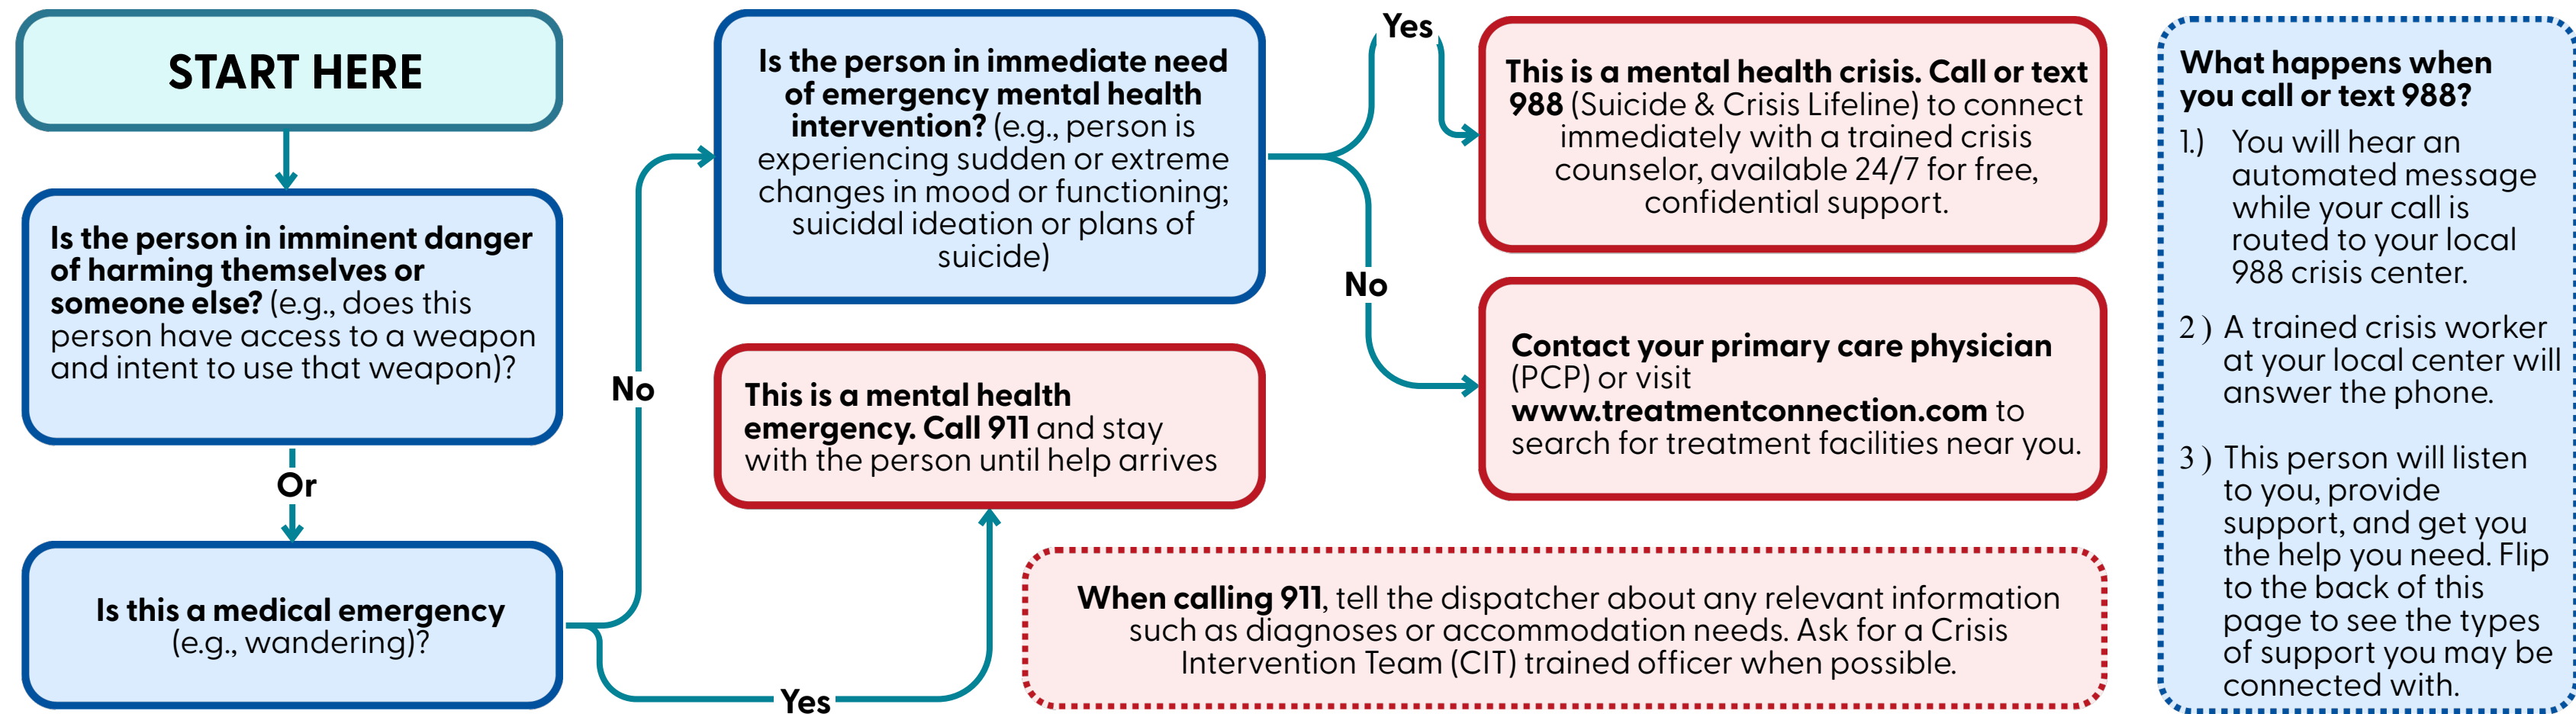 START HERE
Is the person in imminent danger
of harming themselves or
someone else? (e.g., does this
person have access to a weapon
and intent to use that weapon)?
Or
Is this a medical emergency
(e.g., wandering)?
No
Yes
Is the person in immediate need
of emergency mental health
intervention? (e.g., person is
experiencing sudden or extreme
changes in mood or functioning;
suicidal ideation or plans of
suicide)
This is a mental health
emergency. Call 911 and stay
with the person until help arrives
Yes
No
This is a mental health crisis. Call or text
988 (Suicide & Crisis Lifeline) to connect
immediately with a trained crisis
counselor, available 24/7 for free,
confidential support.
Contact your primary care physician
(PCP) or visit
www.treatmentconnection.com to
search for treatment facilities near you.
When calling 911, tell the dispatcher about any relevant information
such as diagnoses or accommodation needs. Ask for a Crisis
Intervention Team (CIT) trained officer when possible.
What happens when
you call or text 988?
1.) You will hear an
automated message
while your call is
routed to your local
988 crisis center.
2 ) A trained crisis worker
at your local center will
answer the phone.
3 ) This person will listen
to you, provide
support, and get you
the help you need. Flip
to the back of this
page to see the types
of support you may be
connected with.